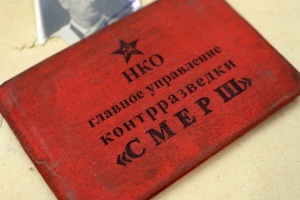 НКО
главное управление
контрразведки
«СМЕРШ»